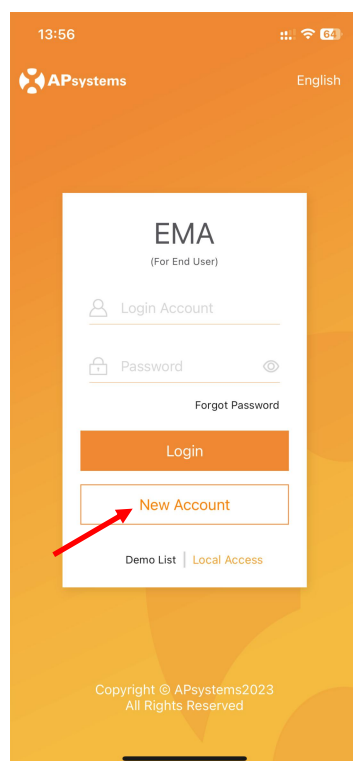 13:56
64
APsystems
English
EMA
(For End User)
Login Account
Password
Forgot Password
Login
New Account
Demo List | Local Access
Copyright © APsystems2023
All Rights Reserved